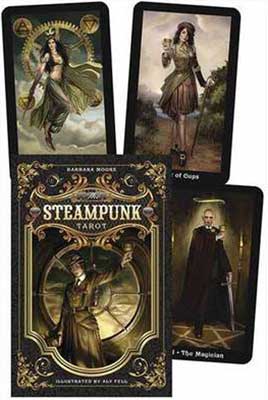 of Cups
BARBARA MOORE
The
STEAMPUNK
TAROT
ILLUSTRATED BY ALY FELL
I • The Magician